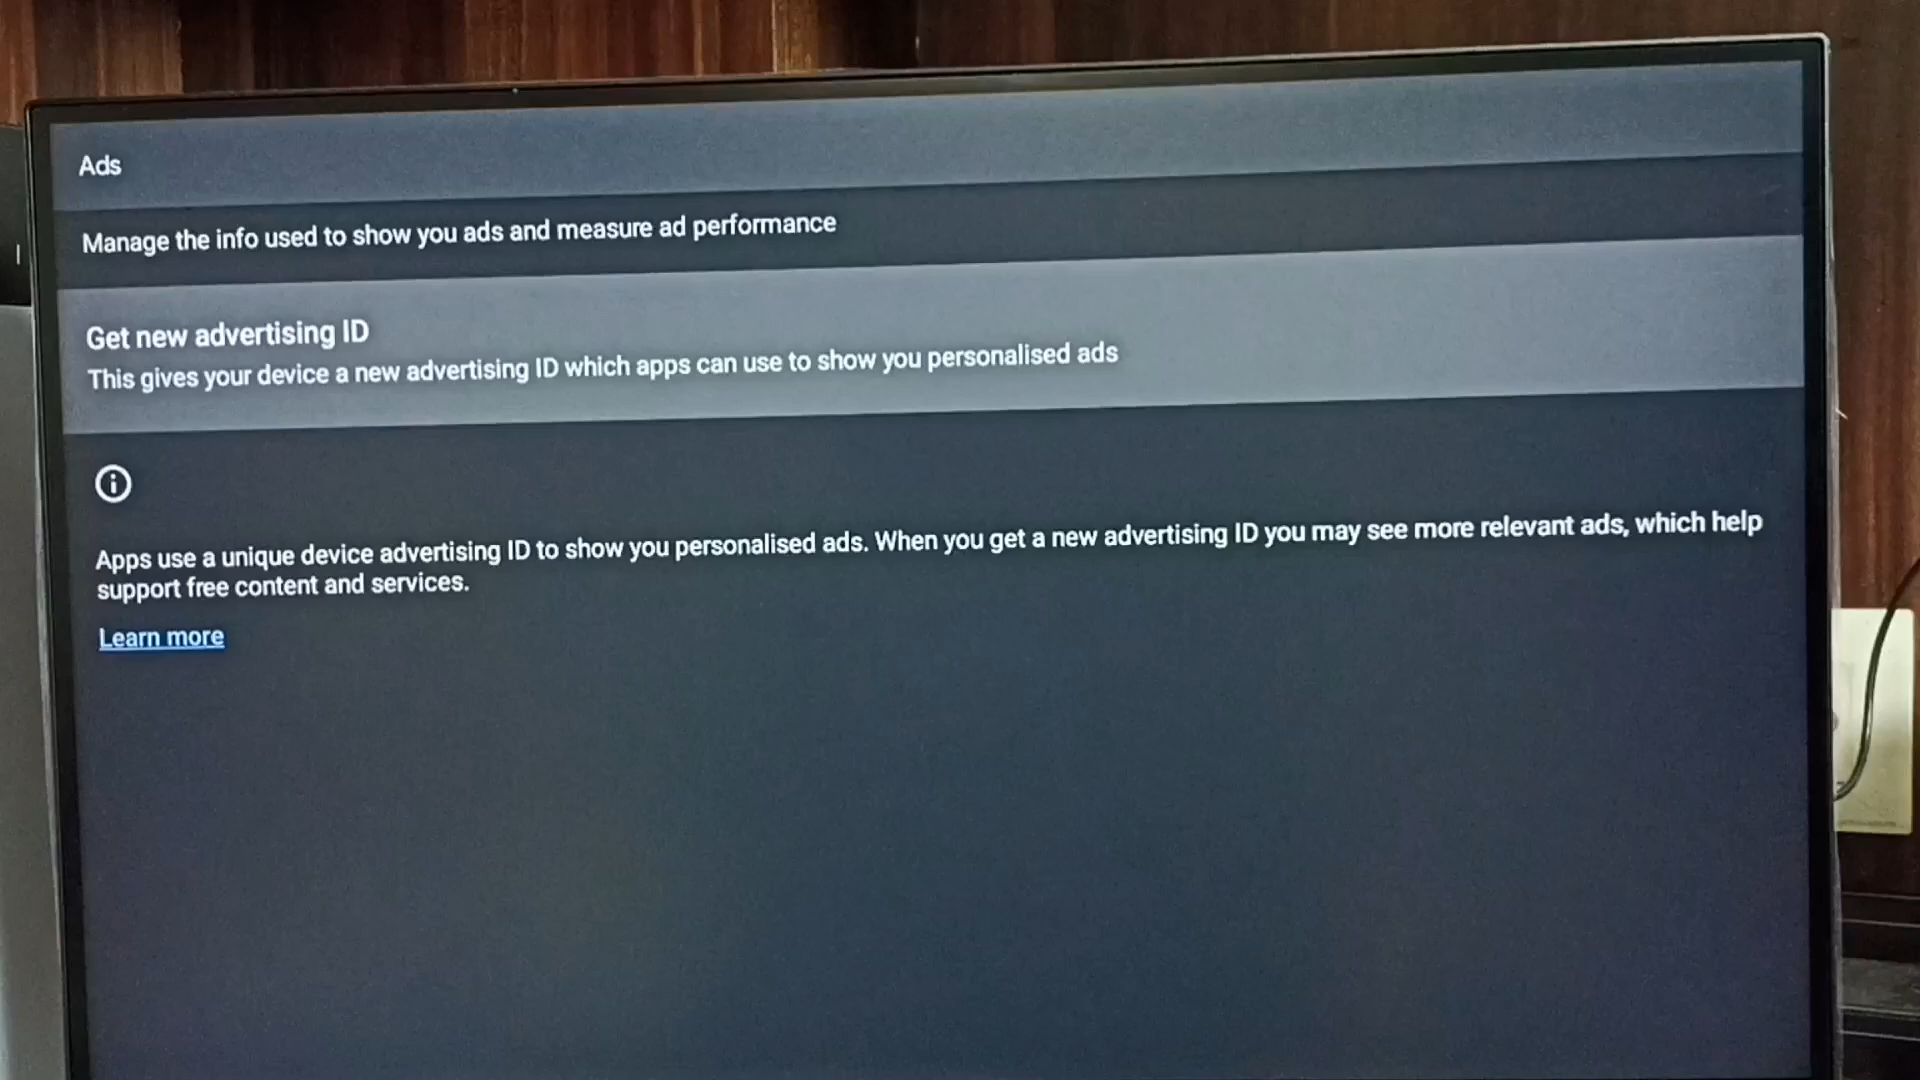 Ads
Manage the info used to show you ads and measure ad performance
Get new advertising ID
This gives your device a new advertising ID which apps can use to show you personalised ads
Apps use a unique device advertising ID to show you personalised ads. When you get a new advertising ID you may see more relevant ads, which help
support free content and services.
Learn more